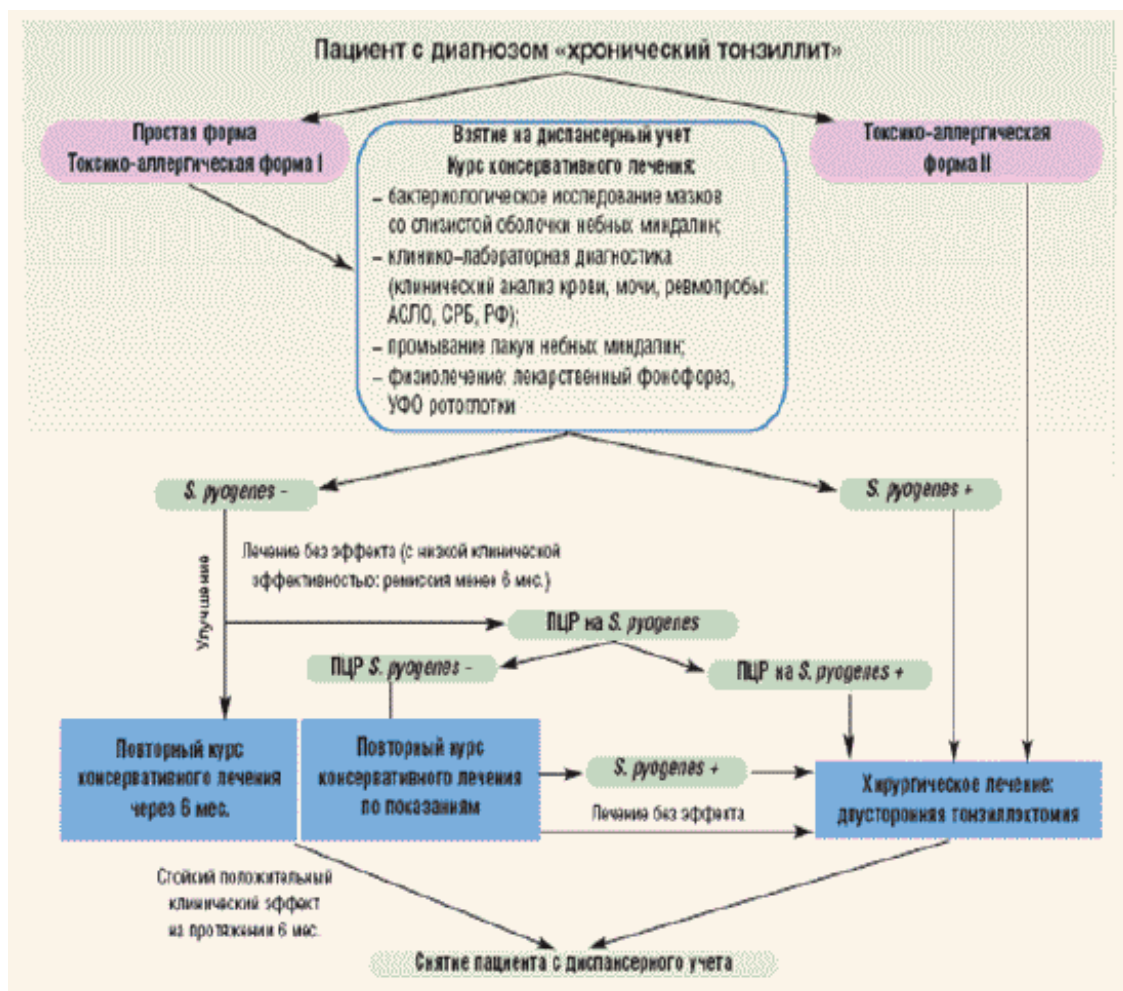 Пациент с диагнозом «хронический тонзиллит»
Простая форма
Токсико-аллергическая форма I
Взятие на диспансерный учет
Курс консервативного лечения:
– бактериологическое исследование мазков
со слизистой оболочки небных миндалин;
– клинико-лабораторная диагностика
(клинический анализ крови, мочи, ревмопробы:
АСЛО, СРБ, РФ);
– промывание лакун небных миндалин;
– физиолечение: лекарственный фонофорез,
УФО ротоглотки
Токсико-аллергическая
форма II
S. pyogenes -
S. pyogenes +
Улучшение
Лечение без эффекта (с низкой клинической
эффективностью: ремиссия менее 6 мес.)
ПЦР на S. pyogenes
ПЦР S. pyogenes -
ПЦР на S. pyogenes +
Повторный курс
консервативного лечения
через 6 мес.
Повторный курс
консервативного лечения
по показаниям
S. pyogenes +
Лечение без эффекта
Хирургическое лечение:
двусторонняя тонзиллэктомия
Стойкий положительный
клинический эффект
на протяжении 6 мес.
Снятие пациента с диспансерного учета